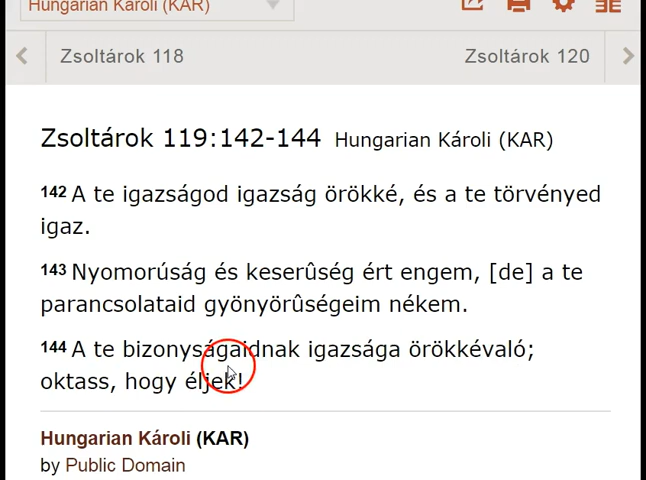 Hungarian Károli (KAR)
Zsoltárok 118
Zsoltárok 120
Zsoltárok 119:142-144 Hungarian Károli (KAR)
142 A te igazságod igazság örökké, és a te törvényed
igaz.
143 Nyomorúság és keserûség ért engem, [de] a te
parancsolataid gyönyörûségeim nékem.
144 A te bizonyságaidnak igazsága örökkévaló;
oktass, hogy éljek!
Hungarian Károli (KAR)
by Public Domain